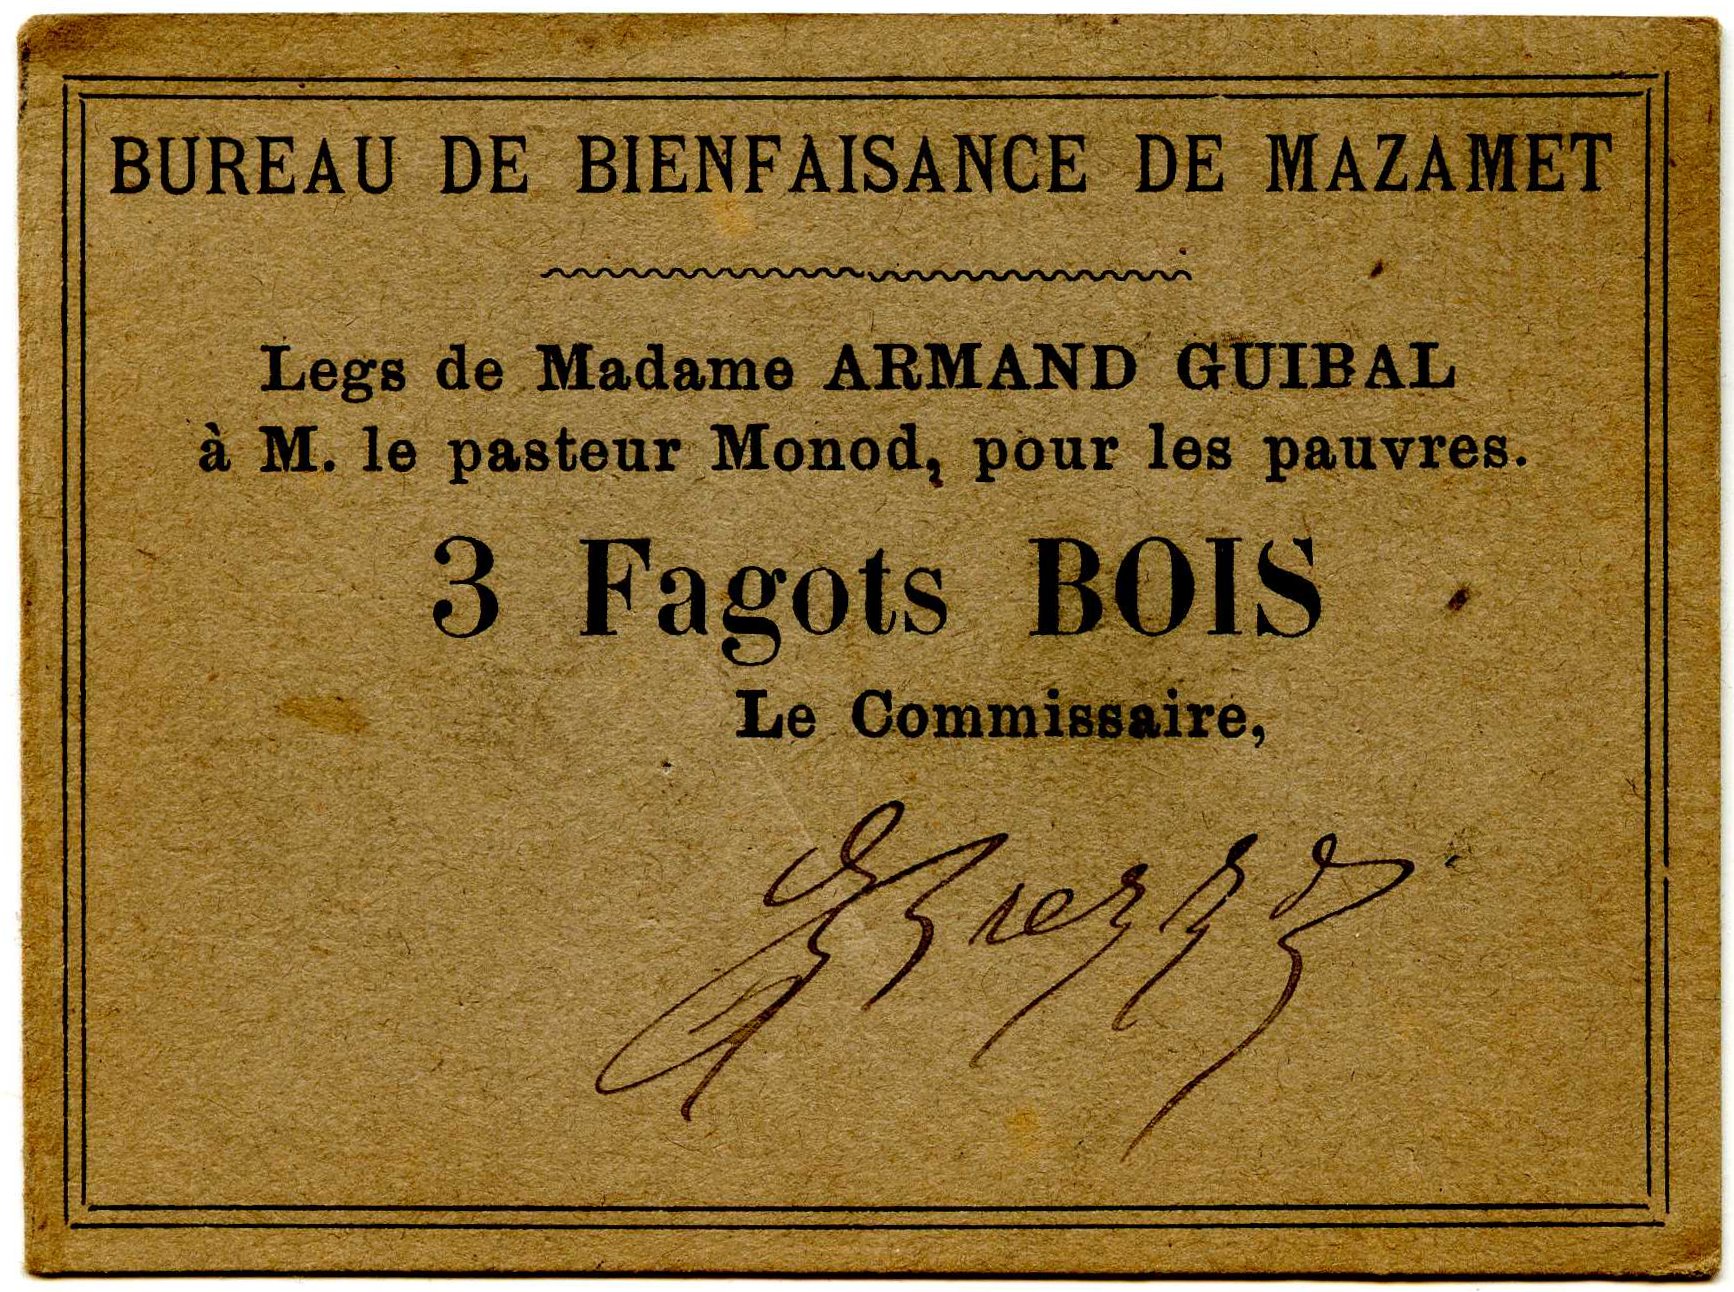 BUREAU DE BIENFAISANCE DE MAZAMET
Legs de Madame ARMAND GUIBAL
à M. le pasteur Monod, pour les pauvres.
3 Fagots BOIS
Le Commissaire,